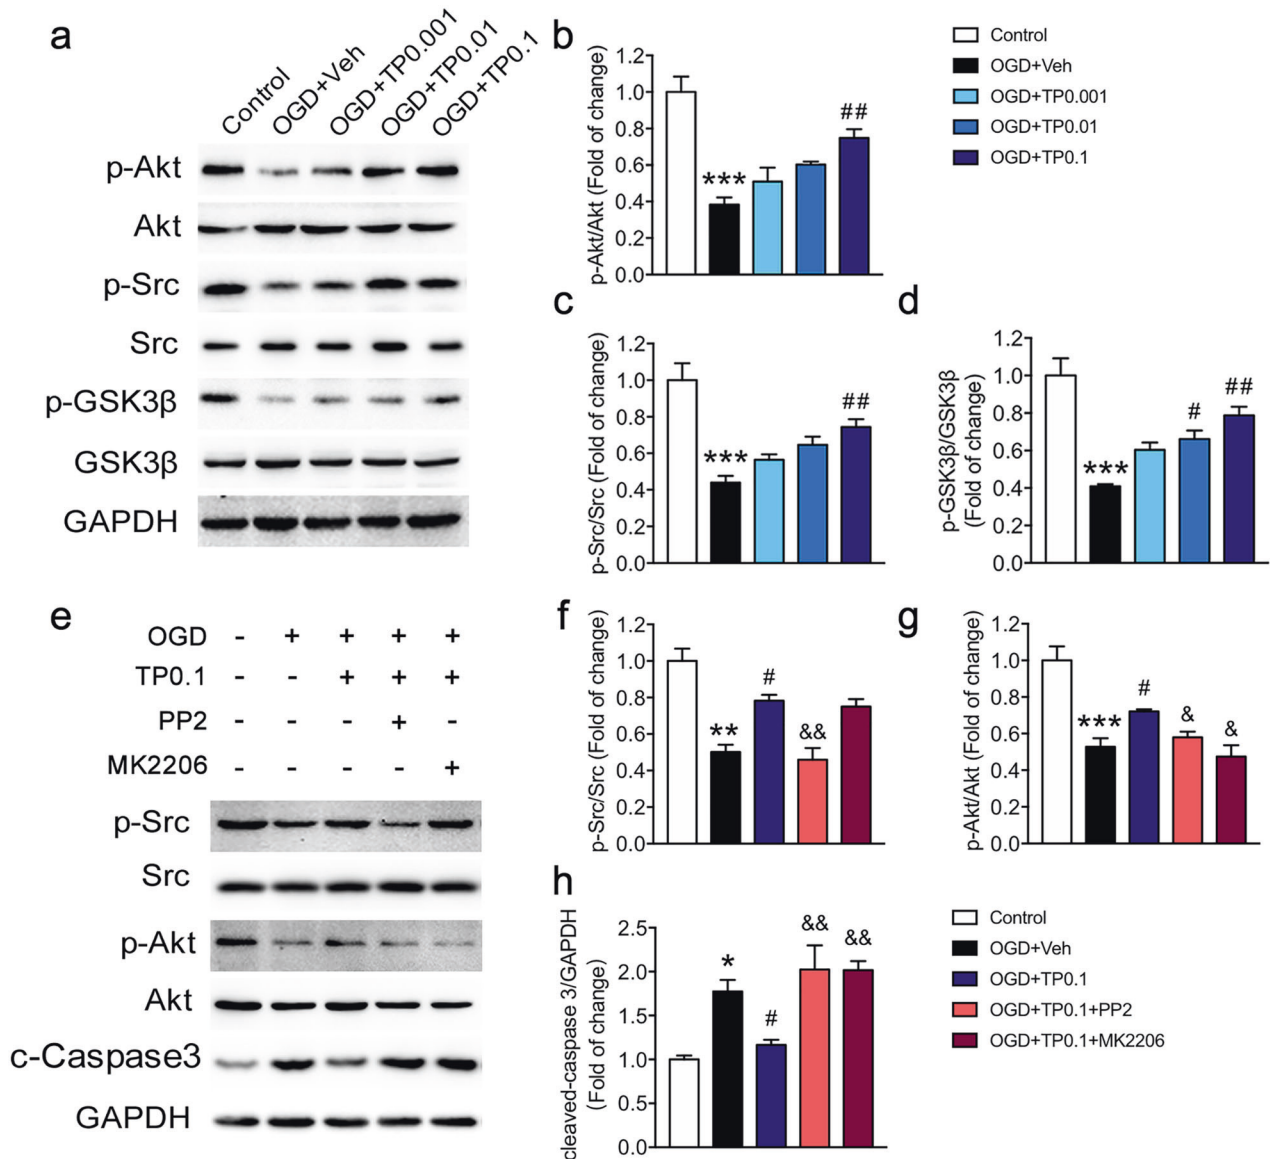 a
Control
OGD+Veh
OGD+TP0.001
OGD+TP0.01
OGD+TP0.1
p-Akt
Akt
p-Src
Src
p-GSK3β
GSK3β
GAPDH
b
p-Akt/Akt (Fold of change)
1.2
1.0
0.8
0.6
0.4
0.2
0.0
***
##
Control
OGD+Veh
OGD+TP0.001
OGD+TP0.01
OGD+TP0.1
c
p-Src/Src (Fold of change)
1.2
1.0
0.8
0.6
0.4
0.2
0.0
***
##
d
p-GSK3β/GSK3β
(Fold of change)
1.2
1.0
0.8
0.6
0.4
0.2
0.0
***
#
##
e
OGD - + + + +
TP0.1 - - + + +
PP2 - - - + -
MK2206 - - - - +
p-Src
Src
p-Akt
Akt
c-Caspase3
GAPDH
f
p-Src/Src (Fold of change)
1.2
1.0
0.8
0.6
0.4
0.2
0.0
**
#
&&
g
p-Akt/Akt (Fold of change)
1.2
1.0
0.8
0.6
0.4
0.2
0.0
***
#
&
&
h
cleaved-caspase 3/GAPDH
(Fold of change)
2.5
2.0
1.5
1.0
0.5
0.0
*
#
&&
&&
Control
OGD+Veh
OGD+TP0.1
OGD+TP0.1+PP2
OGD+TP0.1+MK2206